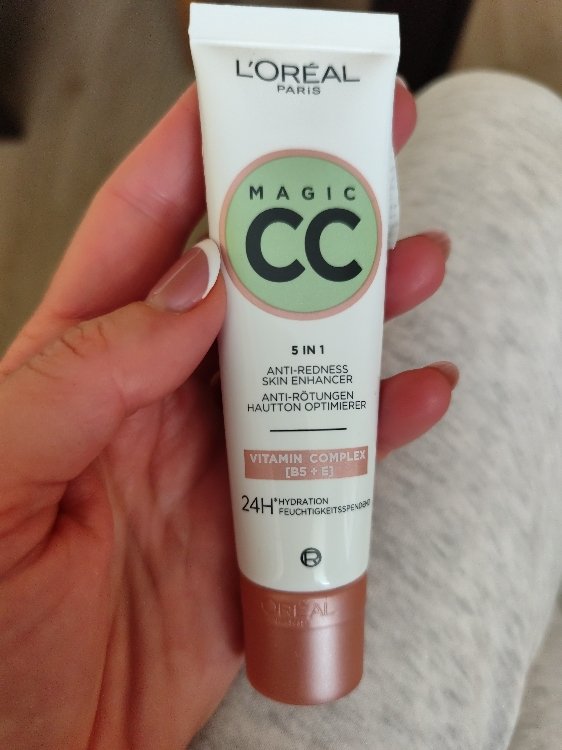 L'ORÉAL
PARIS
MAGIC
CC
5 IN 1
ANTI-REDNESS
SKIN ENHANCER
ANTI-RÖTUNGEN
HAUTTON OPTIMIERER
VITAMIN COMPLEX
[B5 + E]
24H* HYDRATION
FEUCHTIGKEITSSPENDEND
R
L'ORÉAL